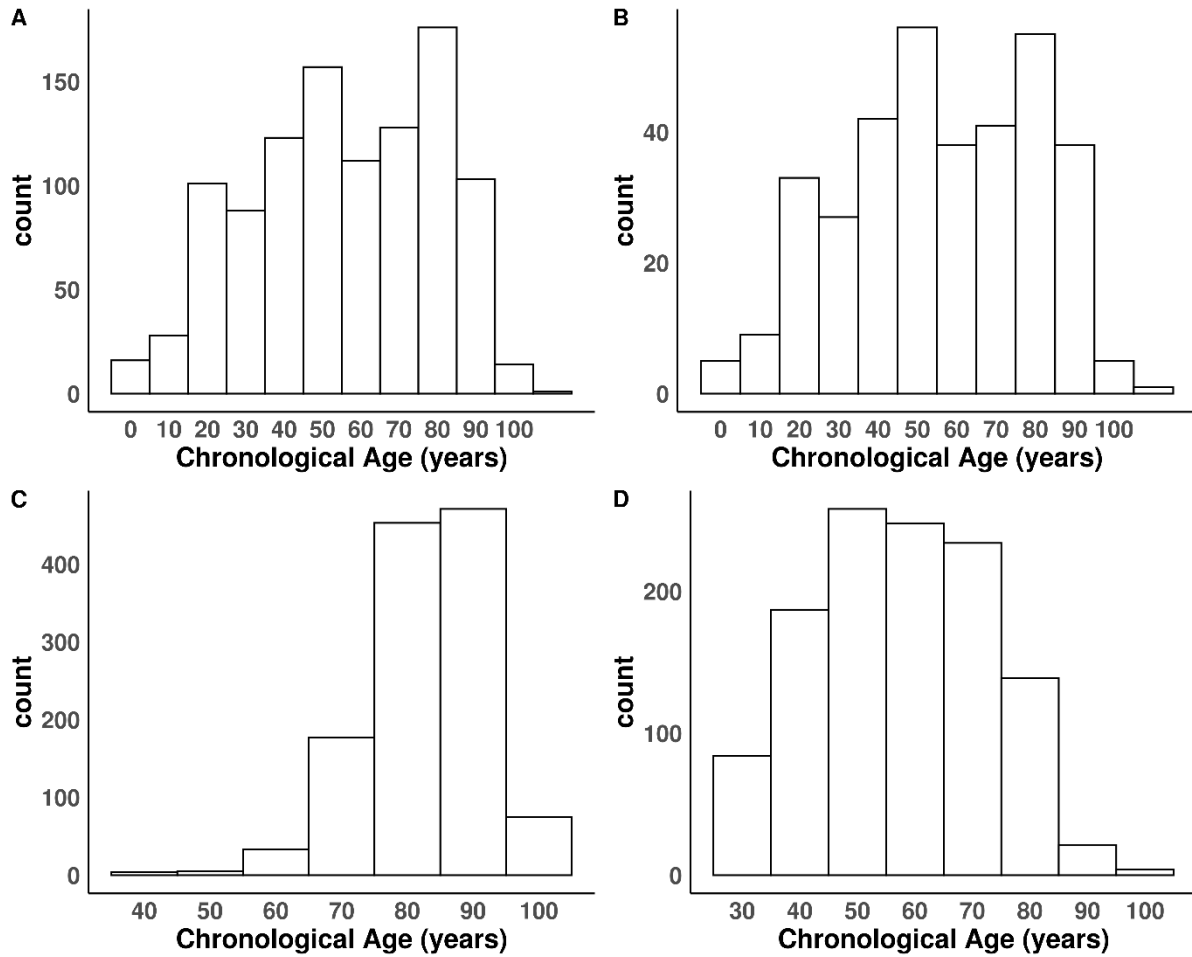 A
B
count
150
100
50
0
0 10 20 30 40 50 60 70 80 90 100
Chronological Age (years)
count
40
20
0
0 10 20 30 40 50 60 70 80 90 100
Chronological Age (years)
C
D
count
400
300
200
100
0
40 50 60 70 80 90 100
Chronological Age (years)
count
200
100
0
30 40 50 60 70 80 90 100
Chronological Age (years)